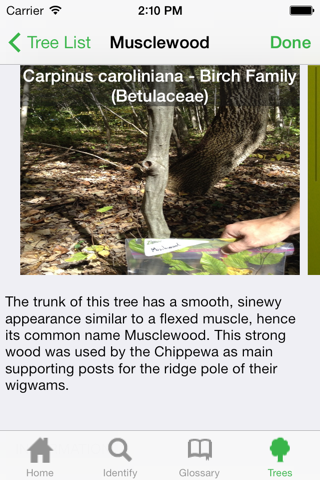 Carrier 2:10 PM
Tree List Musclewood Done
Carpinus caroliniana - Birch Family
(Betulaceae)
Musclewood
The trunk of this tree has a smooth, sinewy
appearance similar to a flexed muscle, hence
its common name Musclewood. This strong
wood was used by the Chippewa as main
supporting posts for the ridge pole of their
wigwams.
Home Identify Glossary Trees